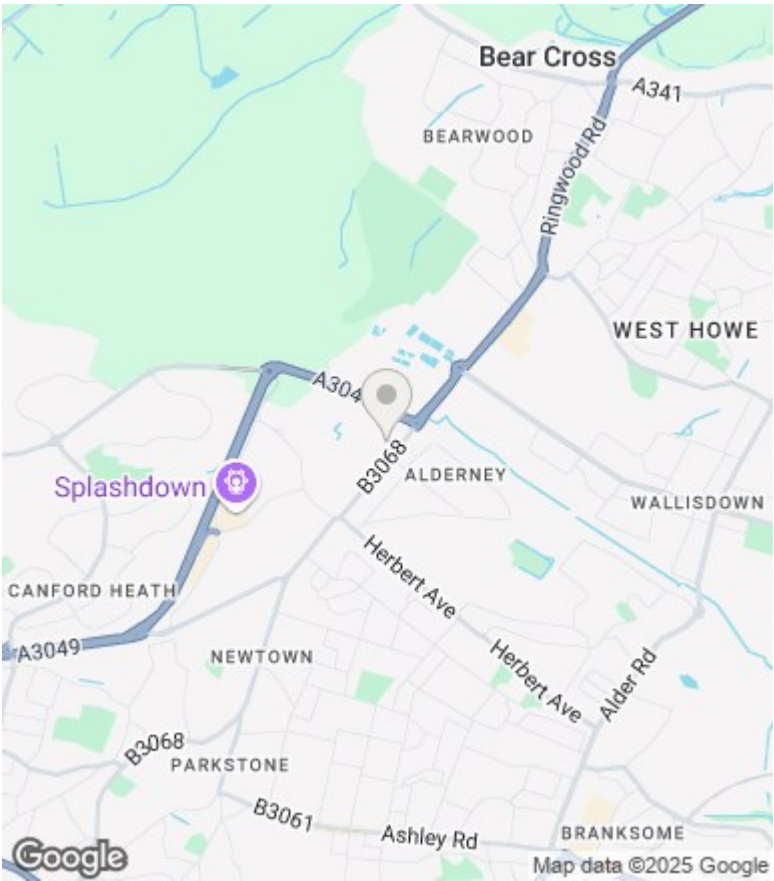 Bear Cross
A341
BEARWOOD
Ringwood Rd
WEST HOWE
A304
B3068
ALDERNEY
Splashdown
WALLISDOWN
Herbert Ave
CANFORD HEATH
A3049
NEWTOWN
Herbert Ave
Alder Rd
B3068
PARKSTONE
B3061
Ashley Rd
BRANKSOME
Google
Map data ©2025 Google